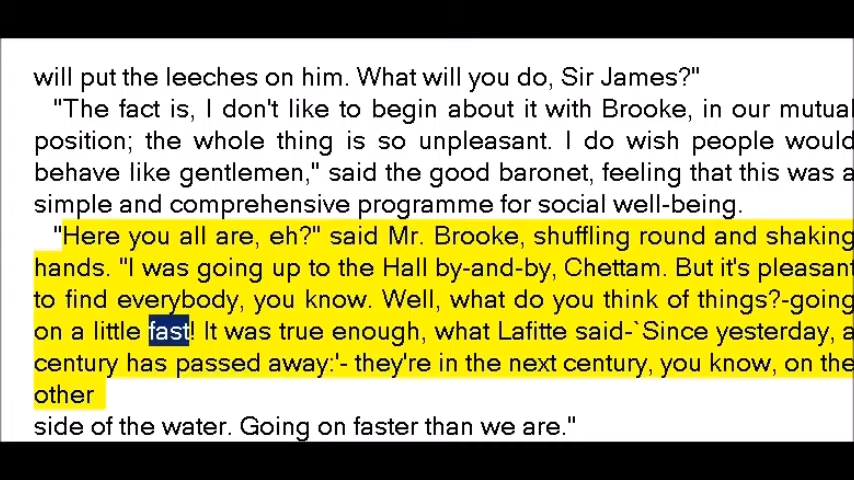 will put the leeches on him. What will you do, Sir James?"
"The fact is, I don't like to begin about it with Brooke, in our mutual
position; the whole thing is so unpleasant. I do wish people would
behave like gentlemen," said the good baronet, feeling that this was a
simple and comprehensive programme for social well-being.
"Here you all are, eh?" said Mr. Brooke, shuffling round and shaking
hands. "I was going up to the Hall by-and-by, Chettam. But it's pleasant
to find everybody, you know. Well, what do you think of things?-going
on a little fast! It was true enough, what Lafitte said-`Since yesterday, a
century has passed away:'- they're in the next century, you know, on the
other
side of the water. Going on faster than we are."